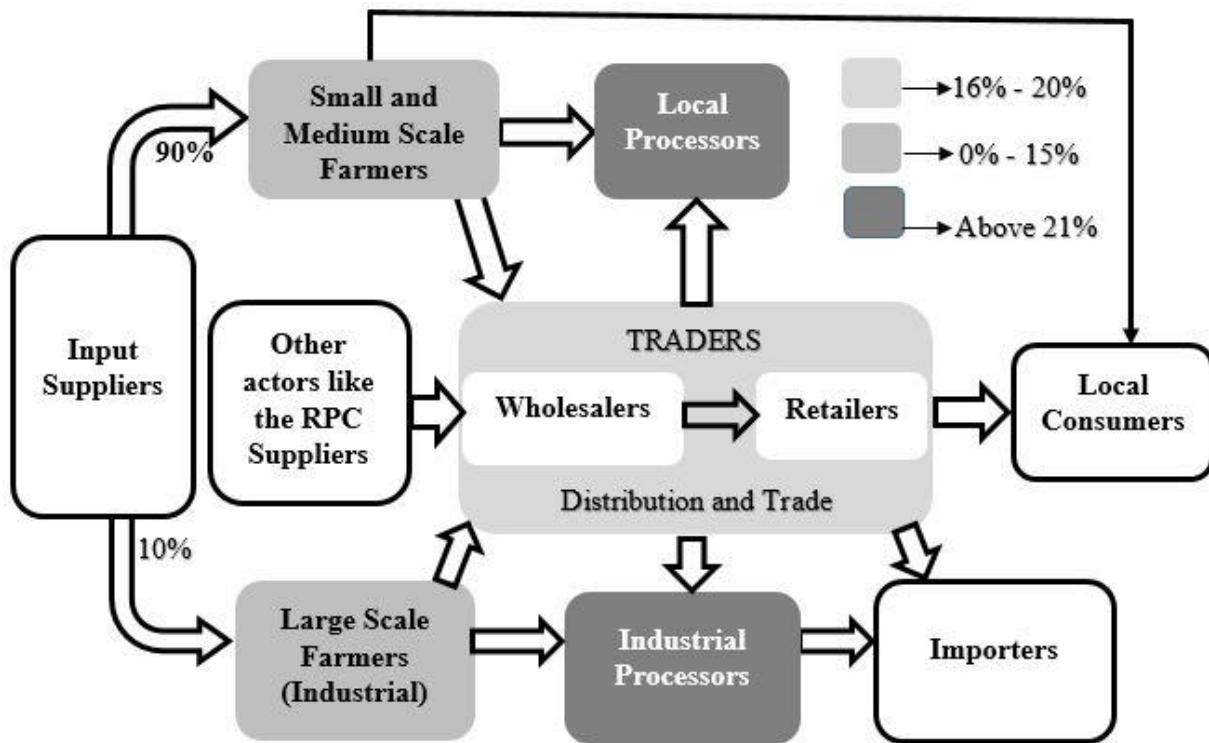 Small and
Medium Scale
Farmers
90%
Local
Processors
16% - 20%
0% - 15%
Above 21%
Input
Suppliers
Other
actors like
the RPC
Suppliers
TRADERS
Wholesalers
Retailers
Distribution and Trade
Local
Consumers
10%
Large Scale
Farmers
(Industrial)
Industrial
Processors
Importers